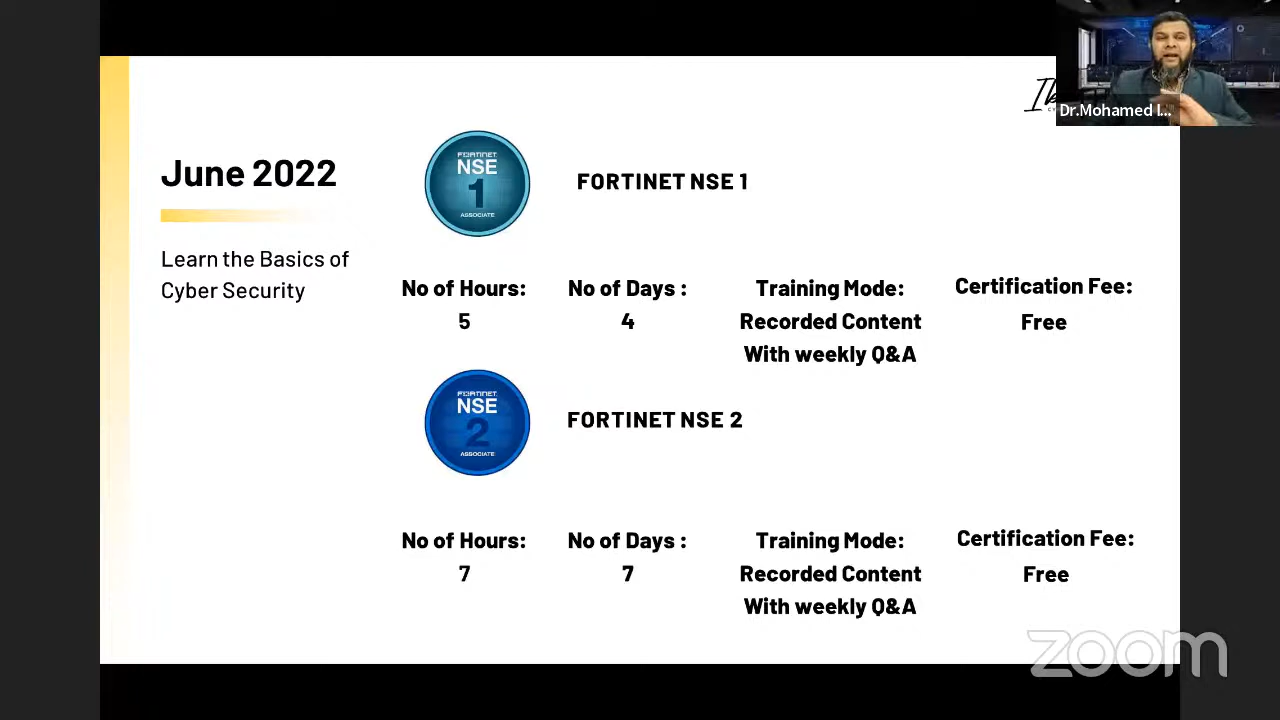 June 2022
Learn the Basics of
Cyber Security
FORTINET
NSE
1
ASSOCIATE
FORTINET NSE 1
No of Hours:
5
No of Days :
4
Training Mode:
Recorded Content
With weekly Q&A
Certification Fee:
Free
FORTINET
NSE
2
ASSOCIATE
FORTINET NSE 2
No of Hours:
7
No of Days :
7
Training Mode:
Recorded Content
With weekly Q&A
Certification Fee:
Free
Dr.Mohamed I...
zoom